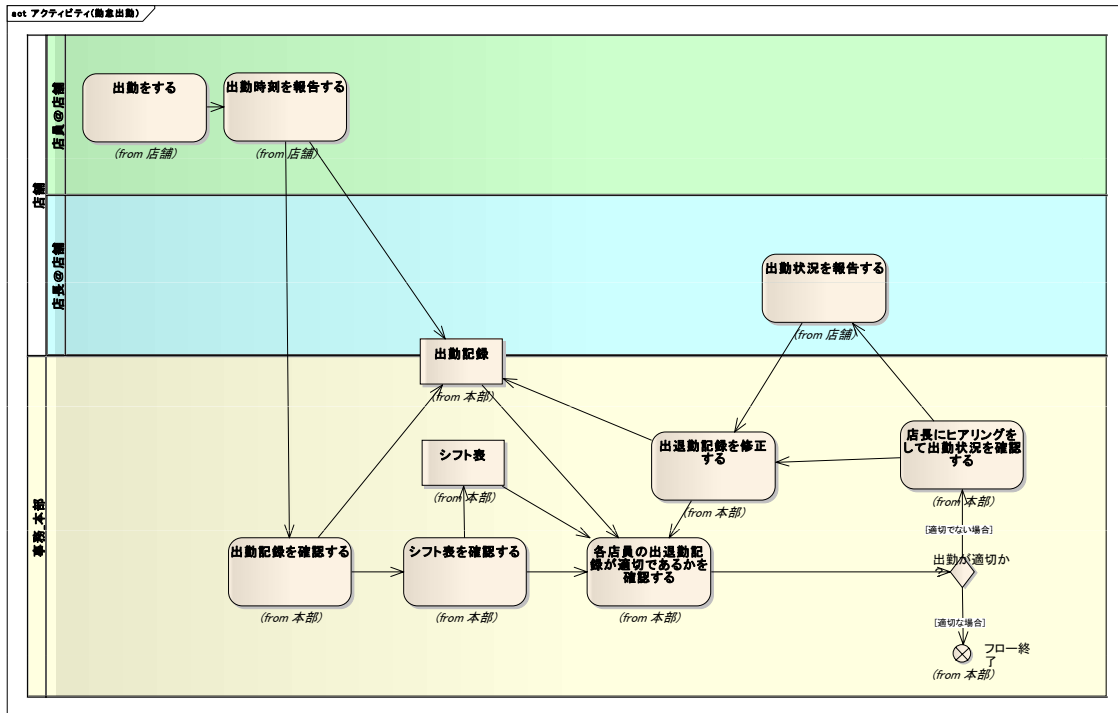 act アクティビティ(勤怠出勤)
店舗
店員@店舗
出勤をする
(from 店舗)
出勤時刻を報告する
(from 店舗)
店長@店舗
出勤状況を報告する
(from 店舗)
事務_本部
出勤記録
(from 本部)
シフト表
(from 本部)
出退勤記録を修正
する
(from 本部)
店長にヒアリングを
して出勤状況を確認
する
(from 本部)
[適切でない場合]
出勤記録を確認する
(from 本部)
シフト表を確認する
(from 本部)
各店員の出退勤記
録が適切であるかを
確認する
(from 本部)
出勤が適切か
?
[適切な場合]
フロー終
了
(from 本部)